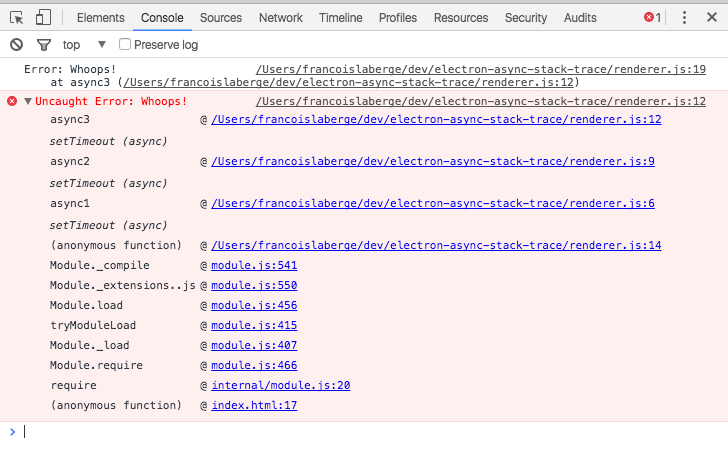 Elements Console Sources Network Timeline Profiles Resources Security Audits 1
top Preserve log
Error: Whoops! /Users/francoislaberge/dev/electron-async-stack-trace/renderer.js:19
at async3 (/Users/francoislaberge/dev/electron-async-stack-trace/renderer.js:12)
Uncaught Error: Whoops! /Users/francoislaberge/dev/electron-async-stack-trace/renderer.js:12
async3 @ /Users/francoislaberge/dev/electron-async-stack-trace/renderer.js:12
setTimeout (async)
async2 @ /Users/francoislaberge/dev/electron-async-stack-trace/renderer.js:9
setTimeout (async)
async1 @ /Users/francoislaberge/dev/electron-async-stack-trace/renderer.js:6
setTimeout (async)
(anonymous function) @ /Users/francoislaberge/dev/electron-async-stack-trace/renderer.js:14
Module._compile @ module.js:541
Module._extensions..js @ module.js:550
Module.load @ module.js:456
tryModuleLoad @ module.js:415
Module._load @ module.js:407
Module.require @ module.js:466
require @ internal/module.js:20
(anonymous function) @ index.html:17
>